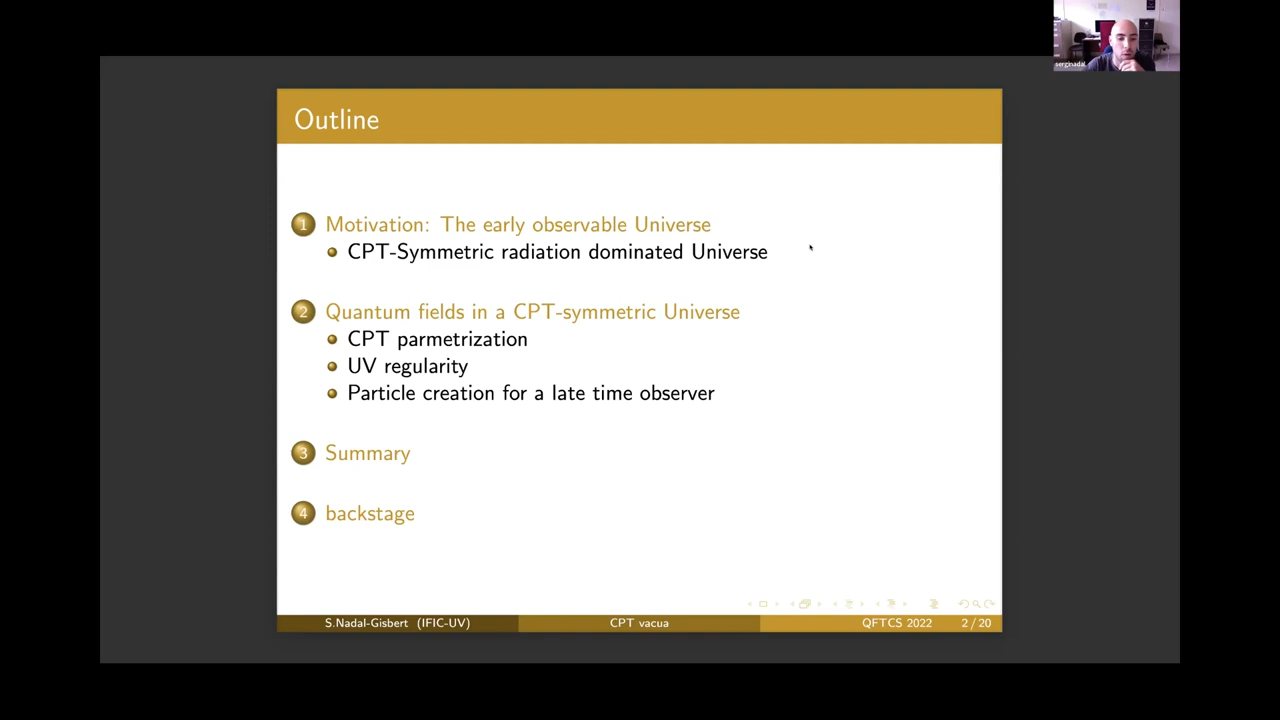 serginadal
Outline
1 Motivation: The early observable Universe
CPT-Symmetric radiation dominated Universe
2 Quantum fields in a CPT-symmetric Universe
CPT parmetrization
UV regularity
Particle creation for a late time observer
3 Summary
4 backstage
S.Nadal-Gisbert (IFIC-UV) CPT vacua QFTCS 2022 2 / 20